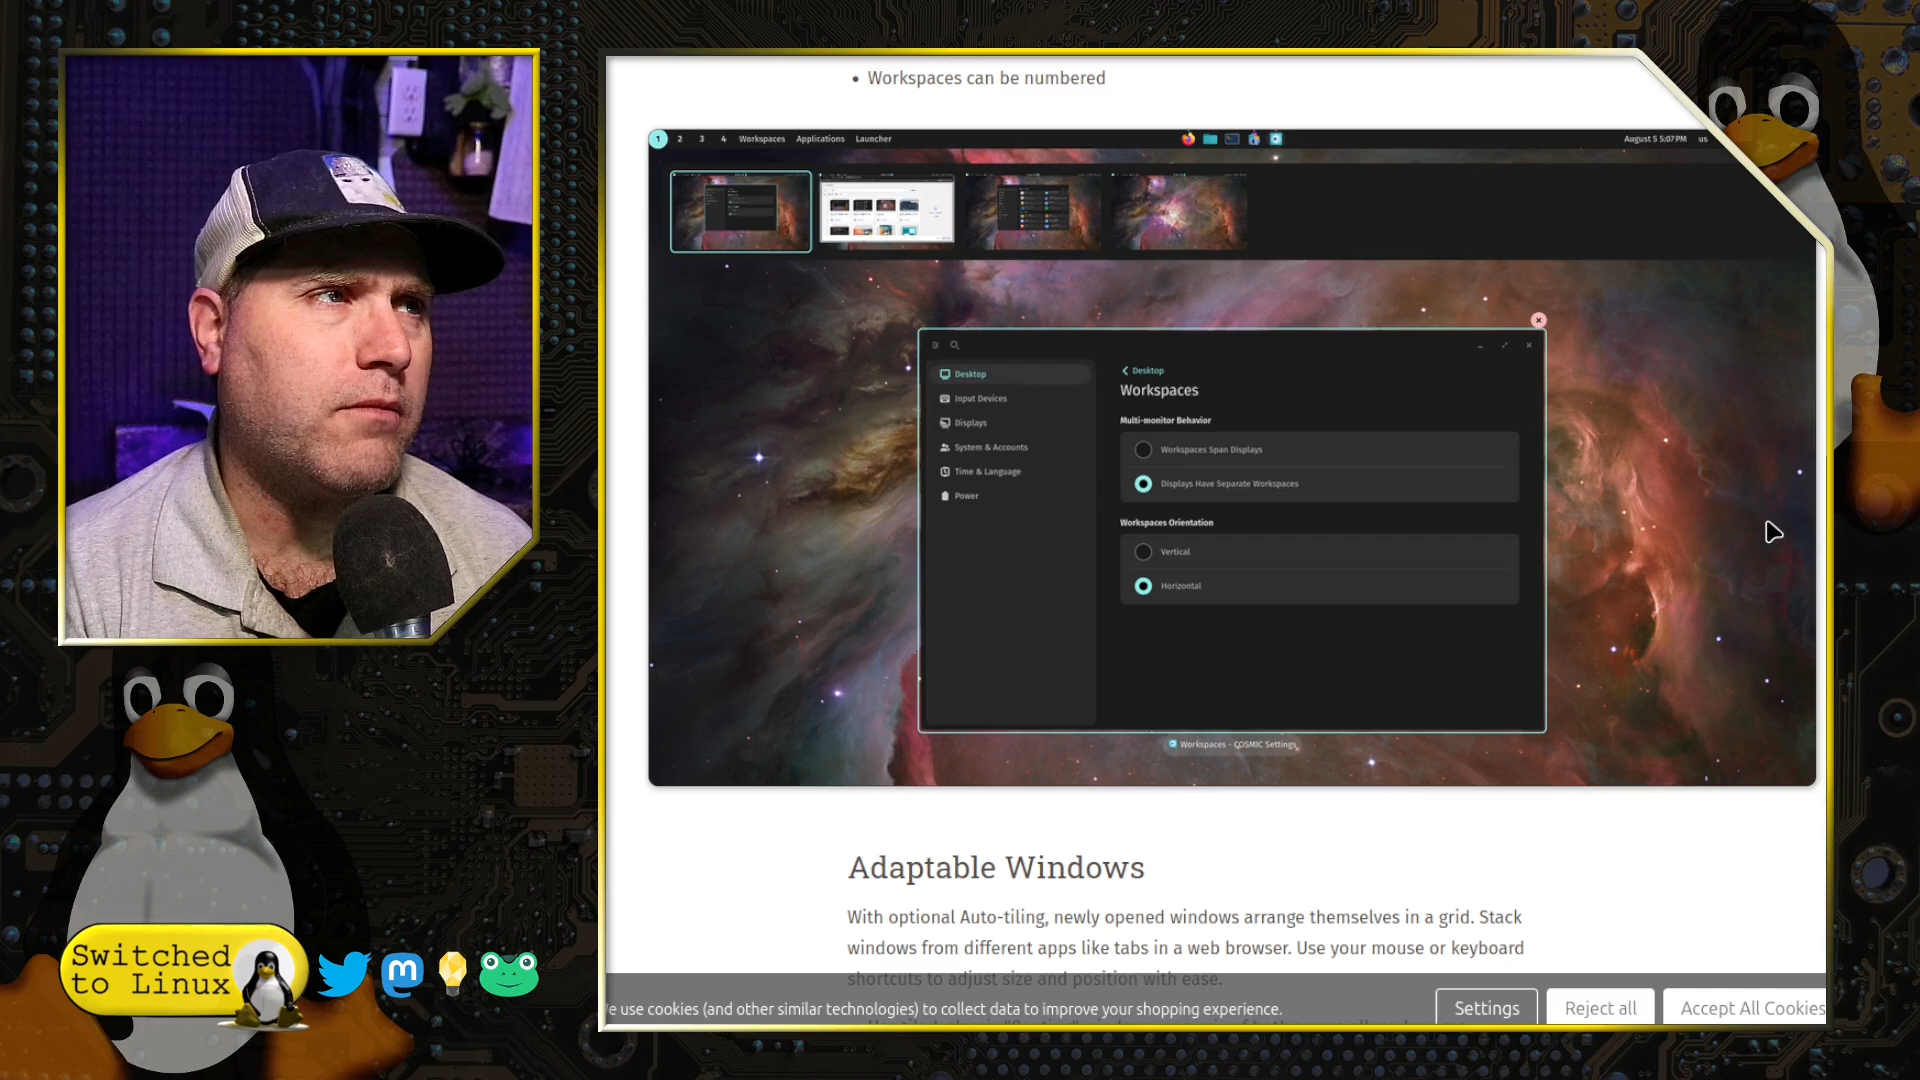 Workspaces can be numbered
1 2 3 4 Workspaces Applications Launcher
August 5 5:07 PM us
Desktop
Input Devices
Displays
System & Accounts
Time & Language
Power
Desktop
Workspaces
Multi-monitor Behavior
Workspaces Span Displays
Displays Have Separate Workspaces
Workspaces Orientation
Vertical
Horizontal
Workspaces - COSMIC Settings
Adaptable Windows
With optional Auto-tiling, newly opened windows arrange themselves in a grid. Stack
windows from different apps like tabs in a web browser. Use your mouse or keyboard
shortcuts to adjust size and position with ease.
e use cookies (and other similar technologies) to collect data to improve your shopping experience.
Settings
Reject all
Accept All Cookies
Switched
to Linux